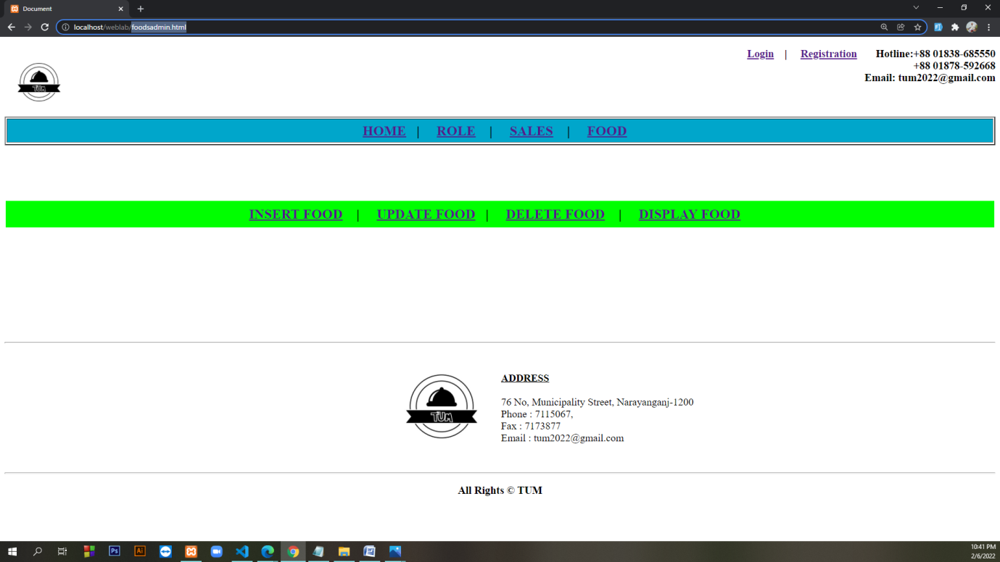 Document
localhost/weblab/foodsadmin.html
Login | Registration Hotline:+88 01838-685550
+88 01878-592668
Email: tum2022@gmail.com
TUM
HOME | ROLE | SALES | FOOD
INSERT FOOD | UPDATE FOOD | DELETE FOOD | DISPLAY FOOD
TUM
ADDRESS
76 No, Municipality Street, Narayanganj-1200
Phone : 7115067,
Fax : 7173877
Email : tum2022@gmail.com
All Rights © TUM
Ps
Ai
10:41 PM
2/6/2022